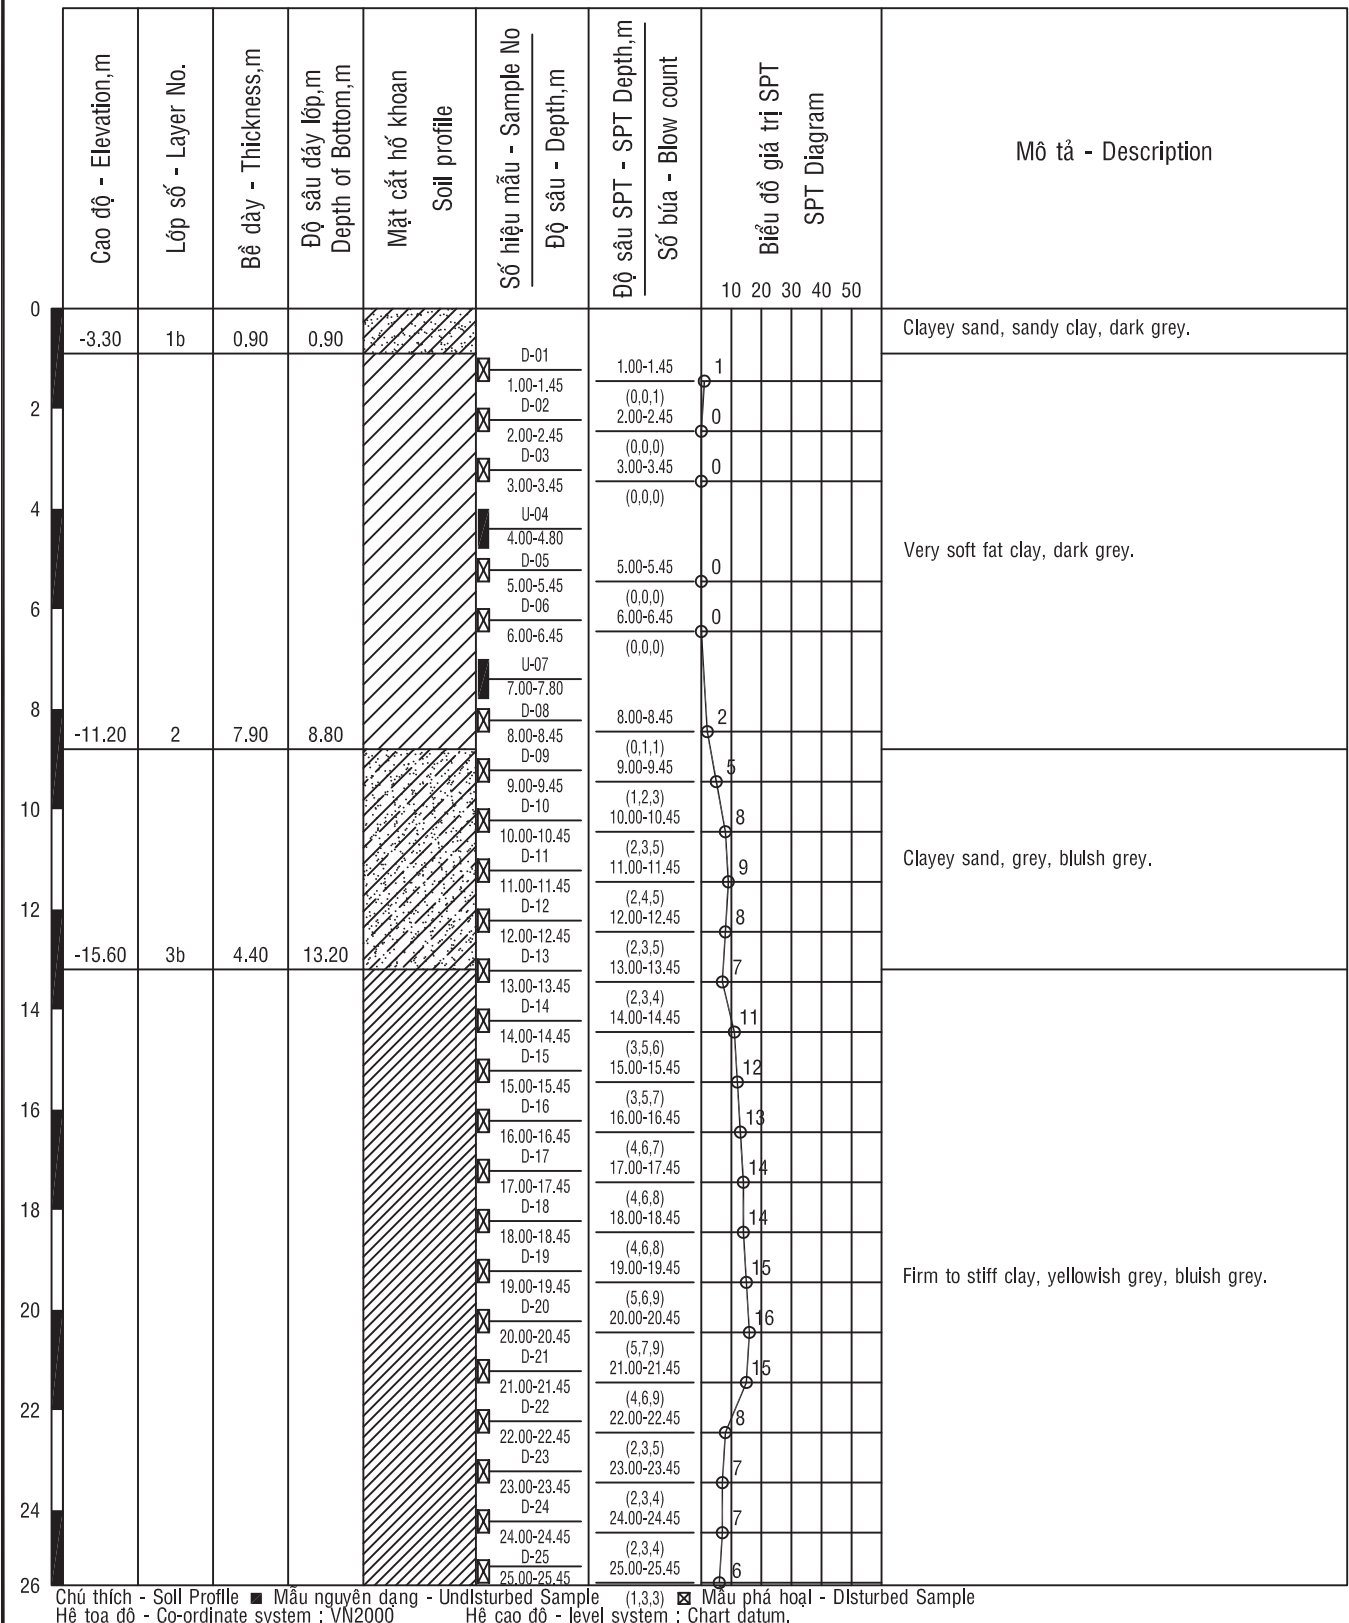 Cao độ - Elevation,m
Lớp số - Layer No.
Bề dày - Thickness,m
Độ sâu đáy lớp,m
Depth of Bottom,m
Mặt cắt hố khoan
Soil profile
Số hiệu mẫu - Sample No
Độ sâu - Depth,m
Độ sâu SPT - SPT Depth,m
Số búa - Blow count
Biểu đồ giá trị SPT
SPT Diagram
10 20 30 40 50
Mô tả - Description
0
-3.30 1b 0.90 0.90
Clayey sand, sandy clay, dark grey.
D-01
1.00-1.45
1.00-1.45
(0,0,1)
1
2
D-02
2.00-2.45
2.00-2.45
(0,0,0)
0
D-03
3.00-3.45
3.00-3.45
(0,0,0)
0
4
U-04
4.00-4.80
D-05
5.00-5.45
5.00-5.45
(0,0,0)
0
Very soft fat clay, dark grey.
6
D-06
6.00-6.45
6.00-6.45
(0,0,0)
0
U-07
7.00-7.80
8
D-08
8.00-8.45
8.00-8.45
(0,1,1)
2
-11.20 2 7.90 8.80
D-09
9.00-9.45
9.00-9.45
(1,2,3)
5
10
D-10
10.00-10.45
10.00-10.45
(2,3,5)
8
D-11
11.00-11.45
11.00-11.45
(2,4,5)
9
Clayey sand, grey, bluish grey.
12
D-12
12.00-12.45
12.00-12.45
(2,3,5)
8
-15.60 3b 4.40 13.20
D-13
13.00-13.45
13.00-13.45
(2,3,4)
7
14
D-14
14.00-14.45
14.00-14.45
(3,5,6)
11
D-15
15.00-15.45
15.00-15.45
(3,5,7)
12
16
D-16
16.00-16.45
16.00-16.45
(4,6,7)
13
D-17
17.00-17.45
17.00-17.45
(4,6,8)
14
18
D-18
18.00-18.45
18.00-18.45
(4,6,8)
14
D-19
19.00-19.45
19.00-19.45
(5,6,9)
15
Firm to stiff clay, yellowish grey, bluish grey.
20
D-20
20.00-20.45
20.00-20.45
(5,7,9)
16
D-21
21.00-21.45
21.00-21.45
(4,6,9)
15
22
D-22
22.00-22.45
22.00-22.45
(2,3,5)
8
D-23
23.00-23.45
23.00-23.45
(2,3,4)
7
24
D-24
24.00-24.45
24.00-24.45
(2,3,4)
7
D-25
25.00-25.45
25.00-25.45
(1,3,3)
6
26
Chú thích - Soil Profile Mẫu nguyên dạng - Undisturbed Sample Mẫu phá hoại - Disturbed Sample
Hệ tọa độ - Co-ordinate system : VN2000 Hệ cao độ - level system : Chart datum.